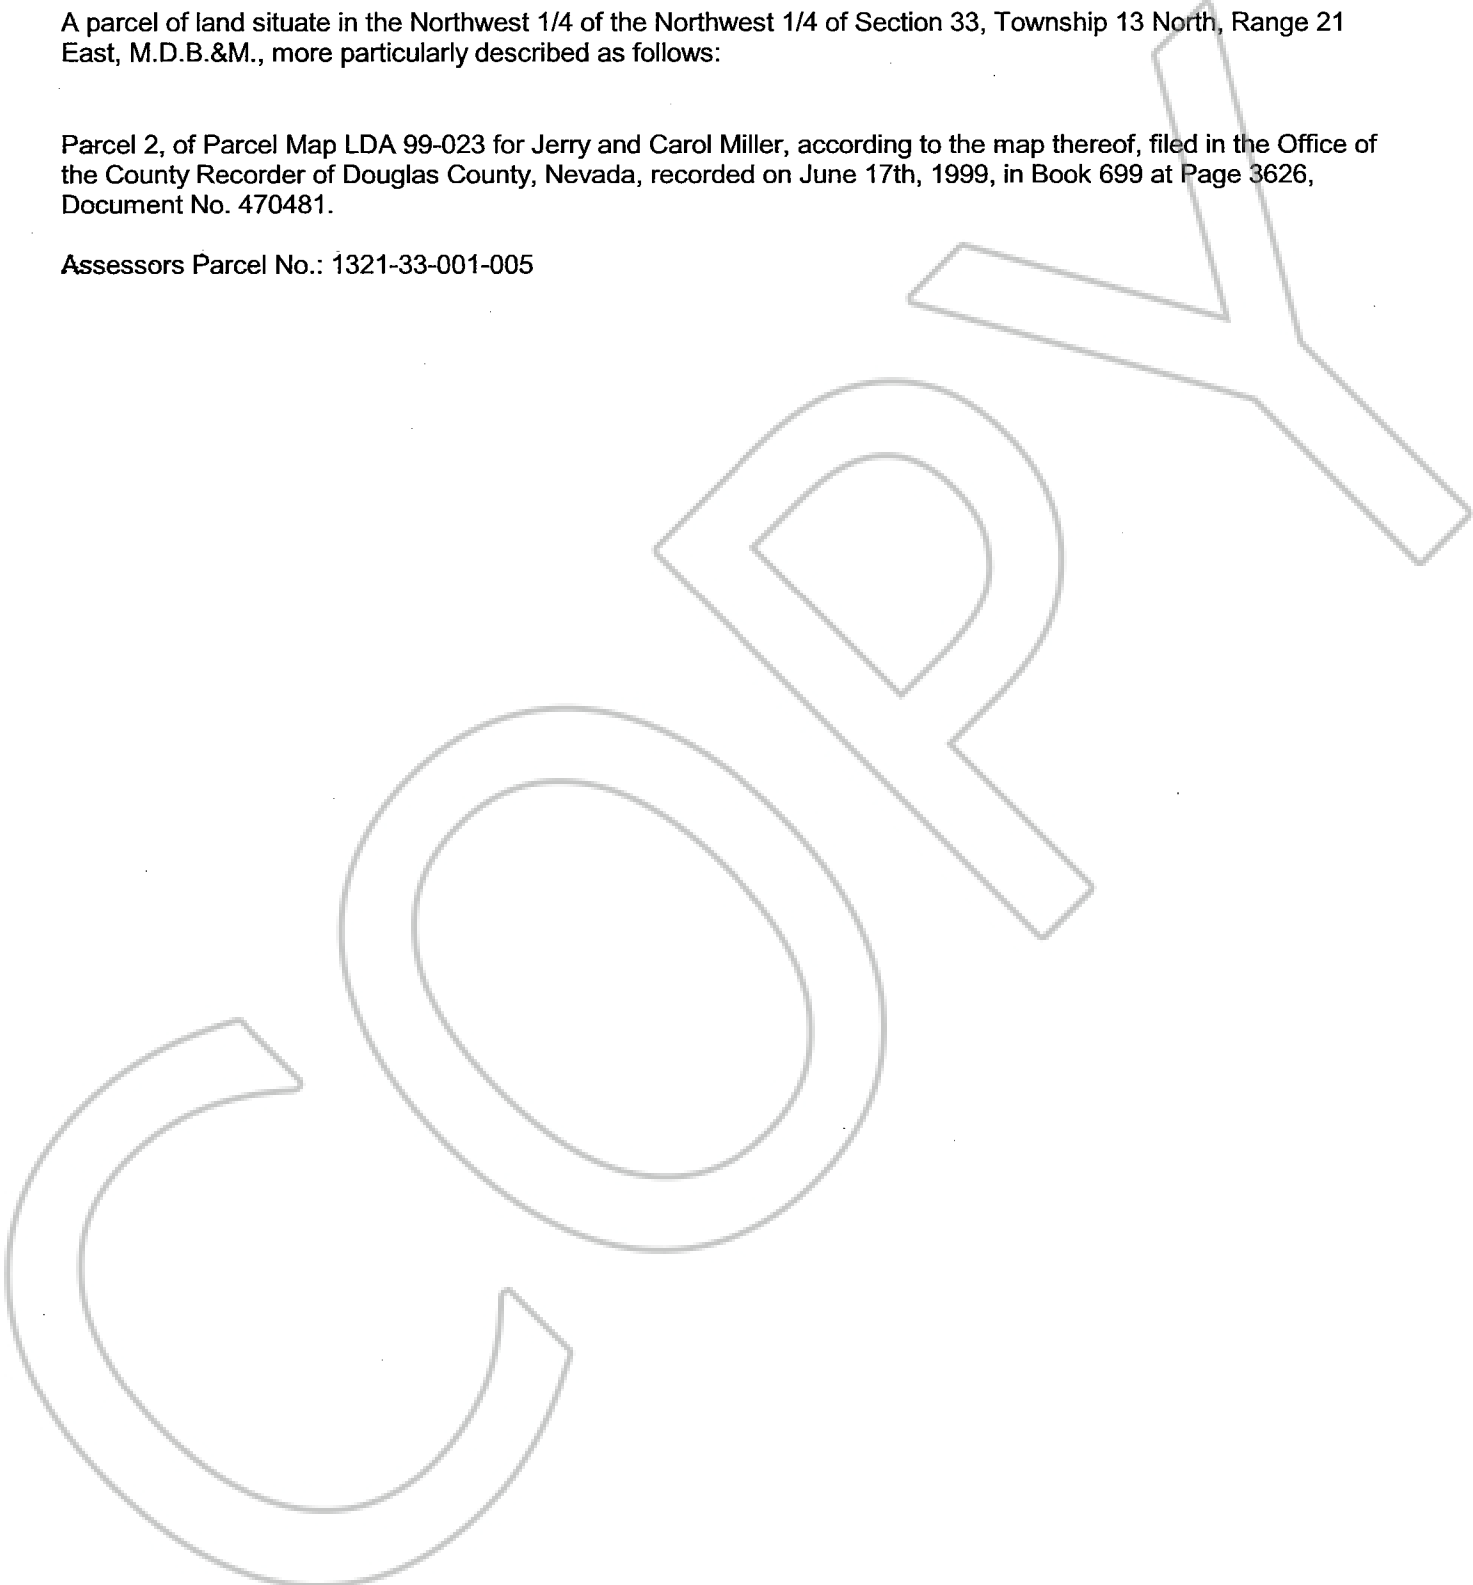 A parcel of land situate in the Northwest 1/4 of the Northwest 1/4 of Section 33, Township 13 North, Range 21
East, M.D.B.&M., more particularly described as follows:
Parcel 2, of Parcel Map LDA 99-023 for Jerry and Carol Miller, according to the map thereof, filed in the Office of
the County Recorder of Douglas County, Nevada, recorded on June 17th, 1999, in Book 699 at Page 3626,
Document No. 470481.
Assessors Parcel No.: 1321-33-001-005
COPY